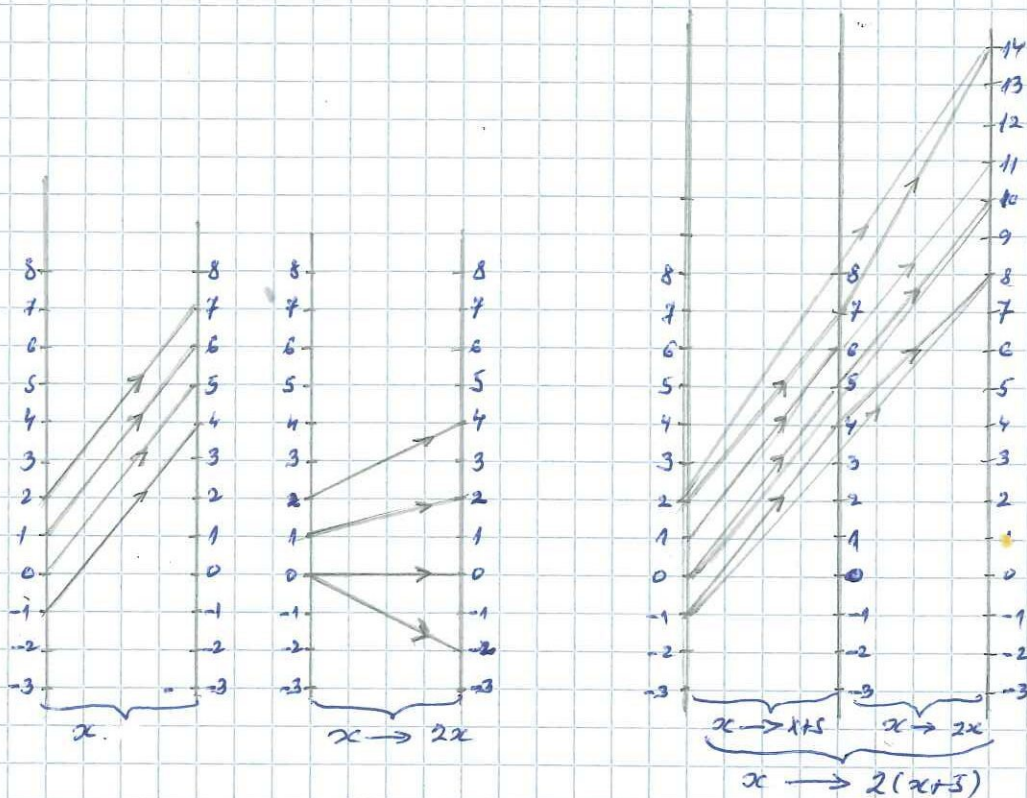 14
13
12
11
10
9
8 8 8 8 8 8 8
7 7 7 7 7 7 7
6 6 6 6 6 6 6
5 5 5 5 5 5 5
4 4 4 4 4 4 4
3 3 3 3 3 3 3
2 2 2 2 2 2 2
1 1 1 1 1 1 1
0 0 0 0 0 0 0
-1 -1 -1 -1 -1 -1 -1
-2 -2 -2 -2 -2 -2 -2
-3 -3 -3 -3 -3 -3 -3
x. x → 2x x → x+5 x → 2x
x → 2(x+5)